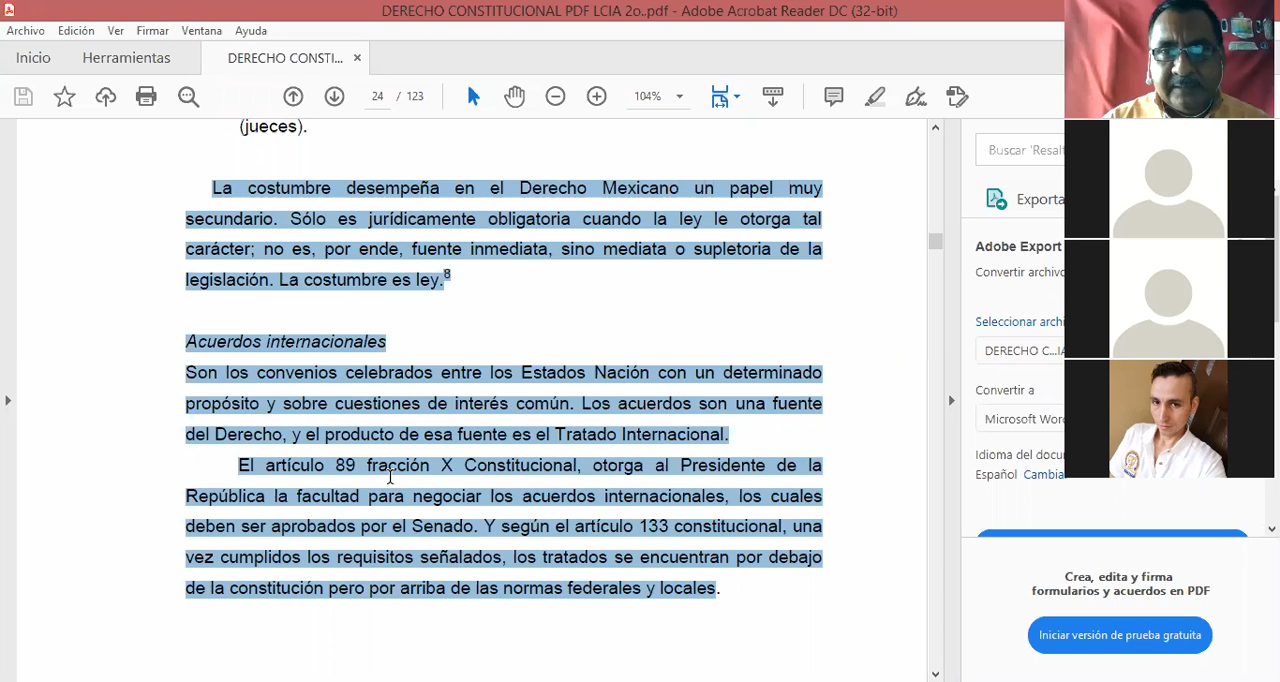 DERECHO CONSTITUCIONAL PDF LCIA 2o..pdf - Adobe Acrobat Reader DC (32-bit)
Archivo Edición Ver Firmar Ventana Ayuda
Inicio Herramientas DERECHO CONSTI... ×
24 / 123 104%
(jueces).
La costumbre desempeña en el Derecho Mexicano un papel muy
secundario. Sólo es jurídicamente obligatoria cuando la ley le otorga tal
carácter; no es, por ende, fuente inmediata, sino mediata o supletoria de la
legislación. La costumbre es ley.8
Acuerdos internacionales
Son los convenios celebrados entre los Estados Nación con un determinado
propósito y sobre cuestiones de interés común. Los acuerdos son una fuente
del Derecho, y el producto de esa fuente es el Tratado Internacional.
El artículo 89 fracción X Constitucional, otorga al Presidente de la
República la facultad para negociar los acuerdos internacionales, los cuales
deben ser aprobados por el Senado. Y según el artículo 133 constitucional, una
vez cumplidos los requisitos señalados, los tratados se encuentran por debajo
de la constitución pero por arriba de las normas federales y locales.
Buscar 'Resalt
Exporta
Adobe Export
Convertir archivo
Seleccionar archi
DERECHO C...IA
Convertir a
Microsoft Word
Idioma del docu
Español Cambia
Crea, edita y firma
formularios y acuerdos en PDF
Iniciar versión de prueba gratuita